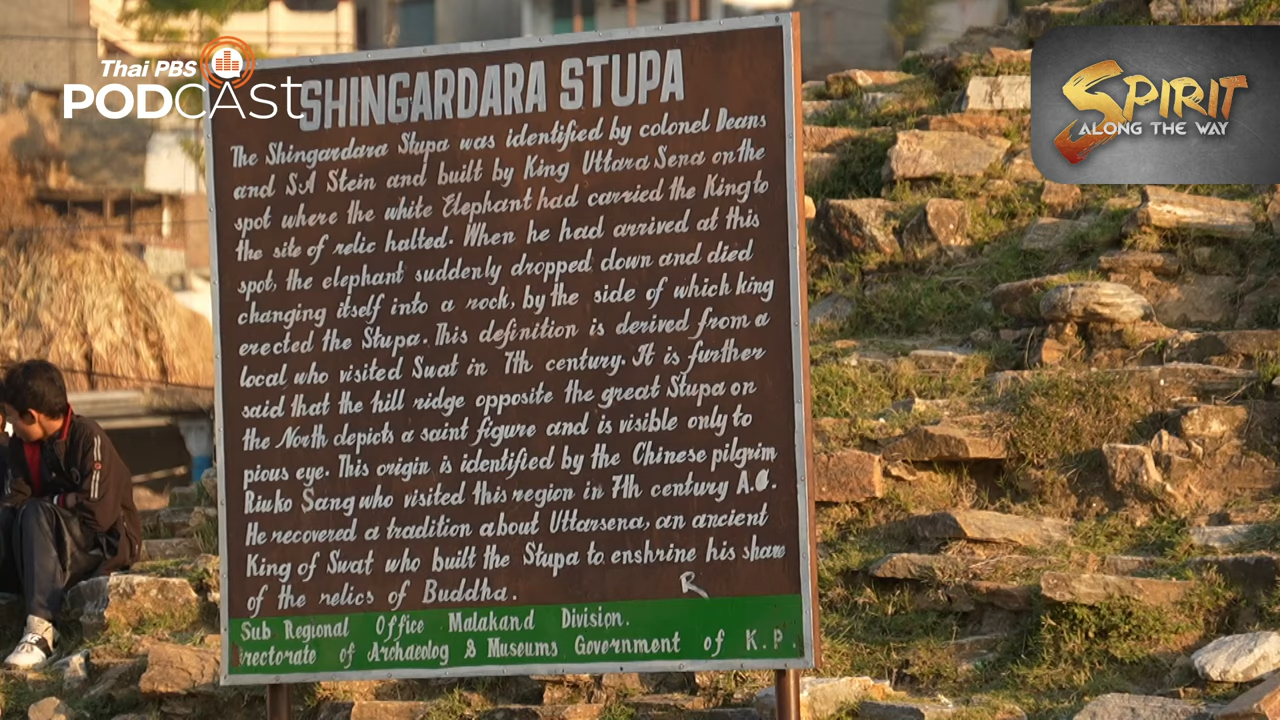 Thai PBS
PODCAST
SPIRIT
ALONG THE WAY
SHINGARDARA STUPA
The Shingardara Stupa was identified by colonel Deans
and S.A Stein and built by King Uttara Sena on the
spot where the white Elephant had carried the King to
the site of relic halted. When he had arrived at this
spot, the elephant suddenly dropped down and died
changing itself into a rock, by the side of which king
erected the Stupa. This definition is derived from a
local who visited Swat in 7th century. It is further
said that the hill ridge opposite the great Stupa on
the North depicts a saint figure and is visible only to
pious eye. This origin is identified by the Chinese pilgrim
Riuko Sang who visited this region in 7th century A.C.
He recovered a tradition about Uttarsena, an ancient
King of Swat who built the Stupa to enshrine his share
of the relics of Buddha.
R
Sub Regional Office Malakand Division.
rectorate of Archaeolog & Museums Government of K.P.